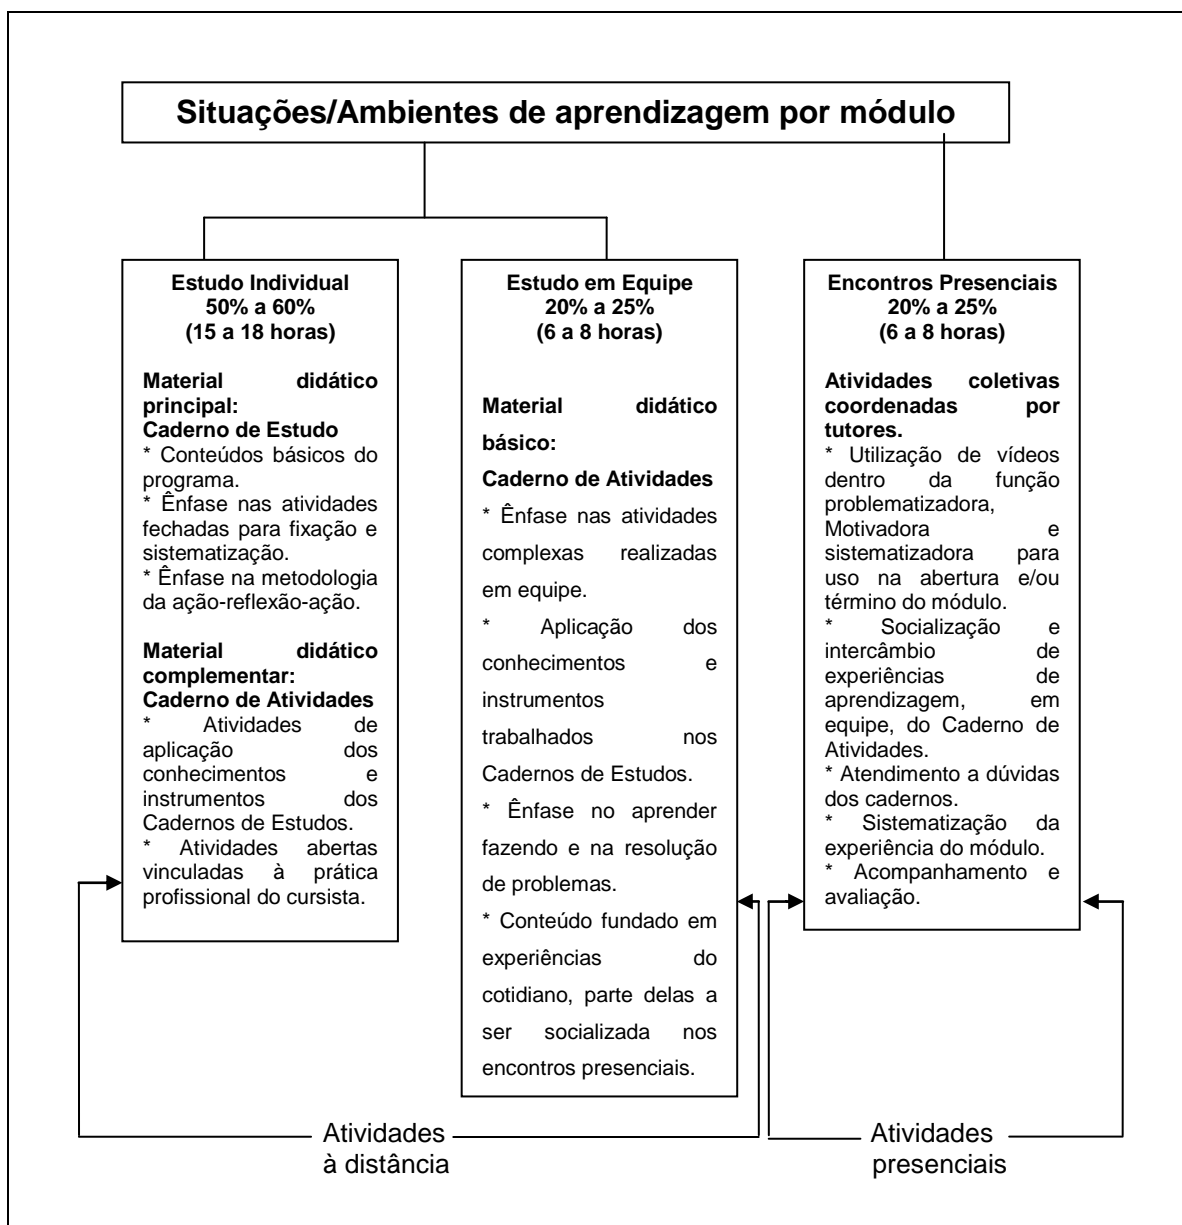 Situações/Ambientes de aprendizagem por módulo
Estudo Individual
50% a 60%
(15 a 18 horas)
Material didático
principal:
Caderno de Estudo
* Conteúdos básicos do
programa.
* Ênfase nas atividades
fechadas para fixação e
sistematização.
* Ênfase na metodologia
da ação-reflexão-ação.
Material didático
complementar:
Caderno de Atividades
* Atividades de
aplicação dos
conhecimentos e
instrumentos dos
Cadernos de Estudos.
* Atividades abertas
vinculadas à prática
profissional do cursista.
Estudo em Equipe
20% a 25%
(6 a 8 horas)
Material didático
básico:
Caderno de Atividades
* Ênfase nas atividades
complexas realizadas
em equipe.
* Aplicação dos
conhecimentos e
instrumentos
trabalhados nos
Cadernos de Estudos.
* Ênfase no aprender
fazendo e na resolução
de problemas.
* Conteúdo fundado em
experiências do
cotidiano, parte delas a
ser socializada nos
encontros presenciais.
Encontros Presenciais
20% a 25%
(6 a 8 horas)
Atividades coletivas
coordenadas por
tutores.
* Utilização de vídeos
dentro da função
problematizadora,
Motivadora e
sistematizadora para
uso na abertura e/ou
término do módulo.
* Socialização e
intercâmbio de
experiências de
aprendizagem, em
equipe, do Caderno de
Atividades.
* Atendimento a dúvidas
dos cadernos.
* Sistematização da
experiência do módulo.
* Acompanhamento e
avaliação.
Atividades
à distância
Atividades
presenciais